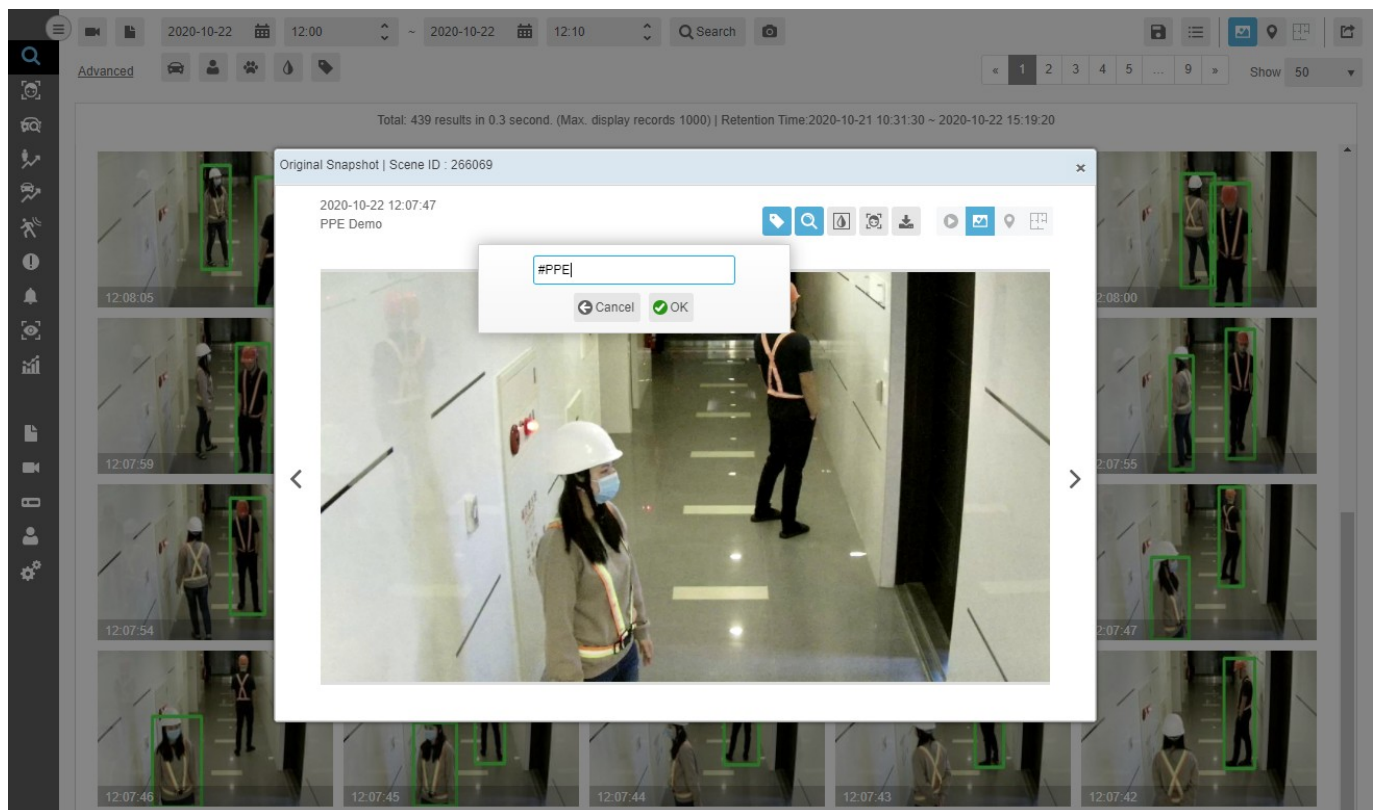 2020-10-22 12:00 ~ 2020-10-22 12:10 Search
Advanced « 1 2 3 4 5 ... 9 » Show 50
Total: 439 results in 0.3 second. (Max. display records 1000) | Retention Time:2020-10-21 10:31:30 ~ 2020-10-22 15:19:20
Original Snapshot | Scene ID : 266069 ×
2020-10-22 12:07:47
PPE Demo
#PPE
Cancel OK
12:08:05 2:08:00
12:07:59 2:07:55
12:07:54 2:07:47
12:07:46 12:07:45 12:07:44 12:07:43 12:07:42